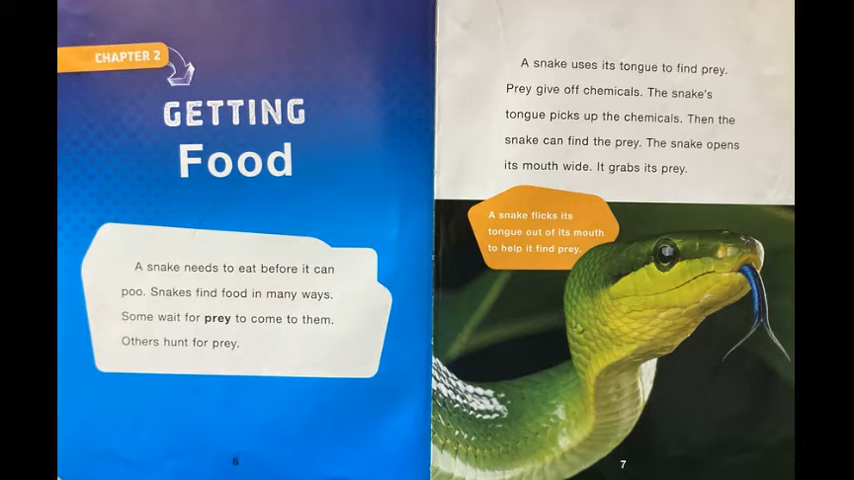 CHAPTER 2
GETTING
Food
A snake needs to eat before it can
poo. Snakes find food in many ways.
Some wait for prey to come to them.
Others hunt for prey.
6
A snake uses its tongue to find prey.
Prey give off chemicals. The snake's
tongue picks up the chemicals. Then the
snake can find the prey. The snake opens
its mouth wide. It grabs its prey.
A snake flicks its
tongue out of its mouth
to help it find prey.
7